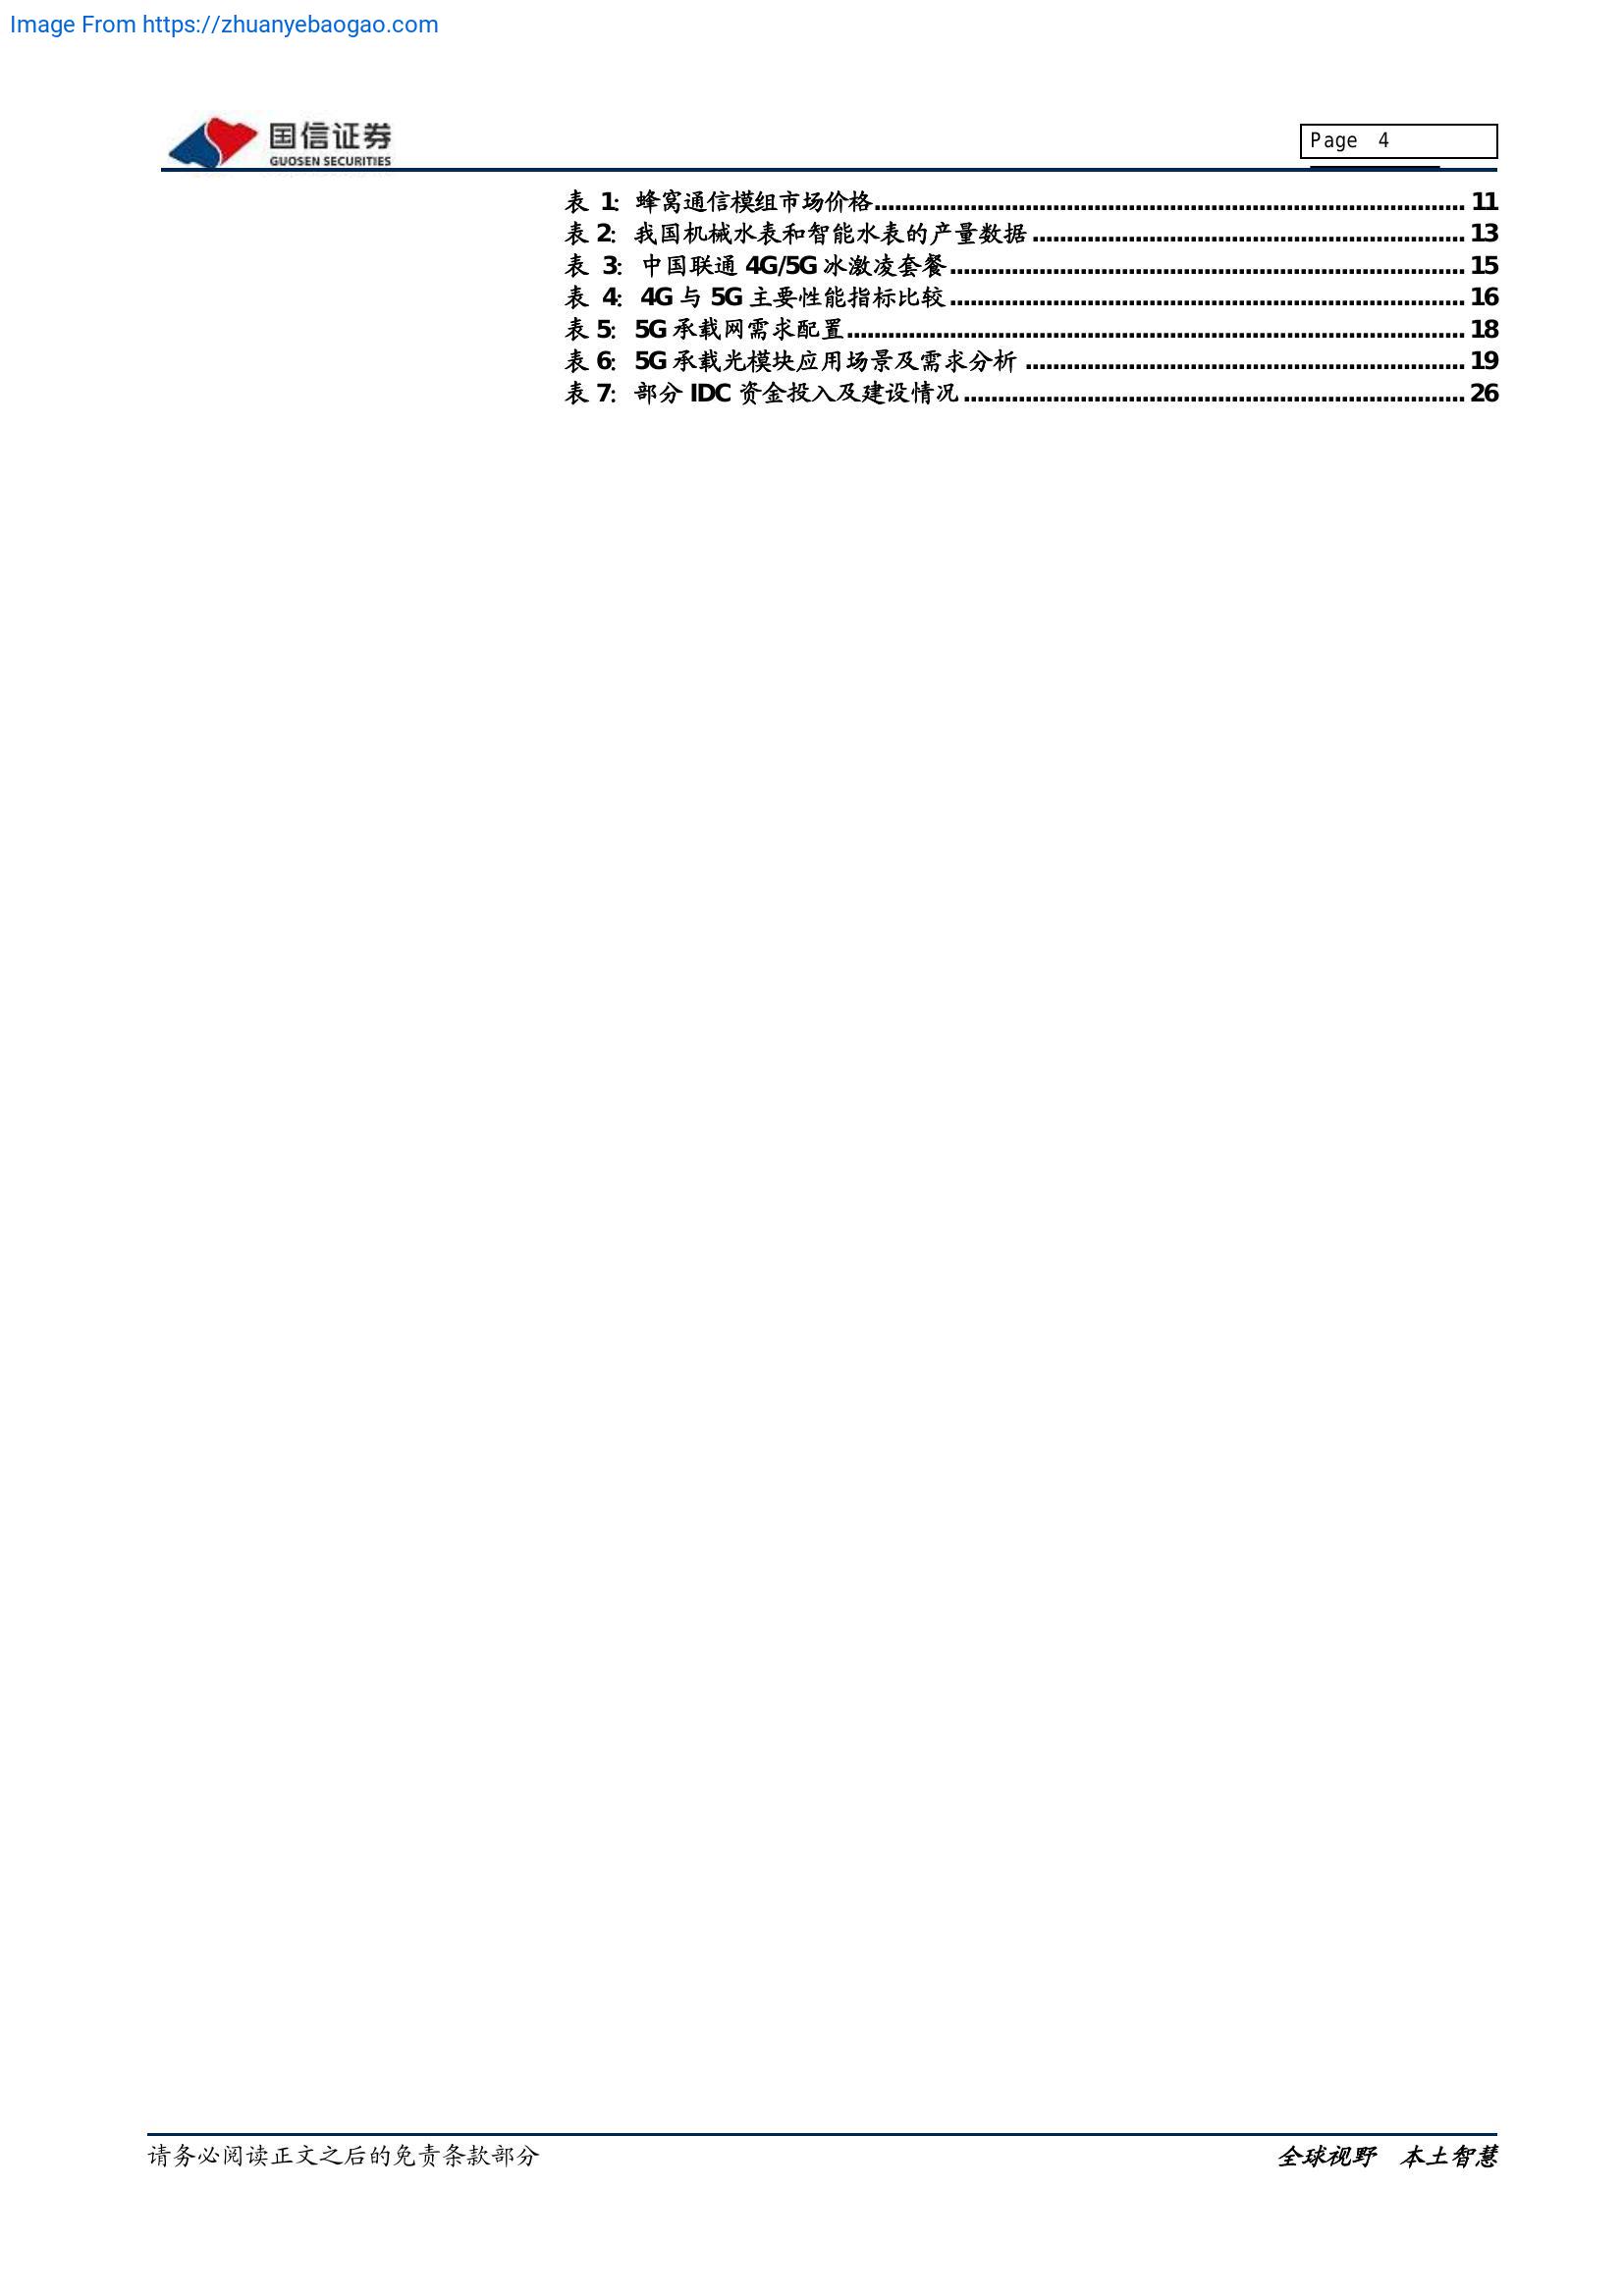 Image From https://zhuanyebaogao.com
国信证券
GUOSEN SECURITIES
Page 4
表 1: 蜂窝通信模组市场价格........................................................................................ 11
表 2: 我国机械水表和智能水表的产量数据................................................................ 13
表 3: 中国联通 4G/5G 冰激凌套餐............................................................................ 15
表 4: 4G 与 5G 主要性能指标比较............................................................................ 16
表 5: 5G 承载网需求配置........................................................................................... 18
表 6: 5G 承载光模块应用场景及需求分析................................................................. 19
表 7: 部分 IDC 资金投入及建设情况.......................................................................... 26
请务必阅读正文之后的免责条款部分
全球视野 本土智慧